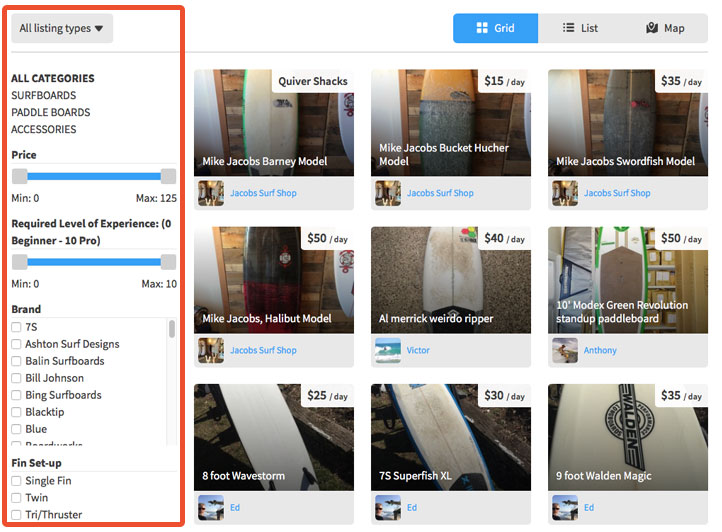 All listing types
Grid
List
Map
ALL CATEGORIES
SURFBOARDS
PADDLE BOARDS
ACCESSORIES
Price
Min: 0
Max: 125
Required Level of Experience: (0
Beginner - 10 Pro)
Min: 0
Max: 10
Brand
7S
Ashton Surf Designs
Balin Surfboards
Bill Johnson
Bing Surfboards
Blacktip
Blue
Boardworks
Fin Set-up
Single Fin
Twin
Tri/Thruster
Quiver Shacks
Mike Jacobs Barney Model
Jacobs Surf Shop
$15 / day
Mike Jacobs Bucket Hucher
Model
Jacobs Surf Shop
$35 / day
Mike Jacobs Swordfish Model
Jacobs Surf Shop
$50 / day
Mike Jacobs, Halibut Model
Jacobs Surf Shop
$40 / day
Al merrick weirdo ripper
Victor
$50 / day
10' Modex Green Revolution
standup paddleboard
Anthony
$25 / day
8 foot Wavestorm
Ed
$30 / day
7S Superfish XL
Ed
$35 / day
WALDEN
9 foot Walden Magic
Ed